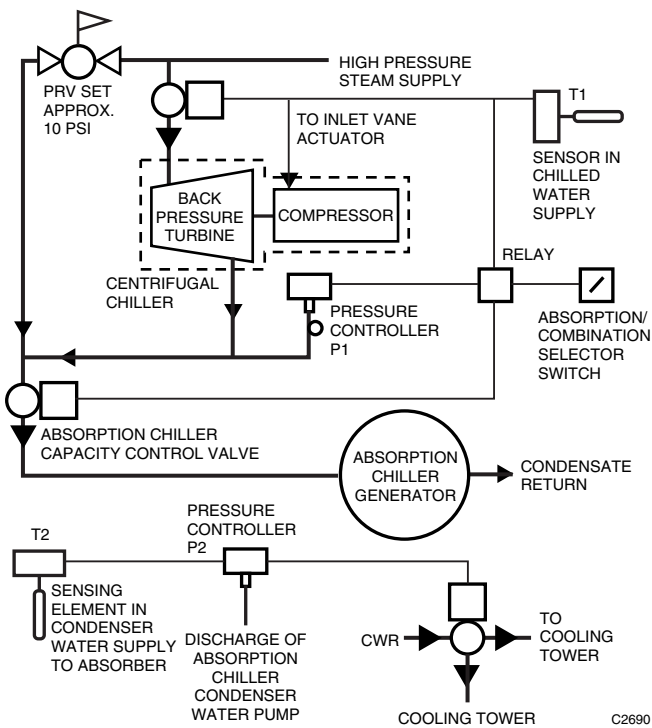 HIGH PRESSURE
STEAM SUPPLY
PRV SET
APPROX.
10 PSI
T1
TO INLET VANE
ACTUATOR
SENSOR IN
CHILLED
WATER
SUPPLY
BACK
PRESSURE
TURBINE
COMPRESSOR
RELAY
CENTRIFUGAL
CHILLER
PRESSURE
CONTROLLER
P1
ABSORPTION/
COMBINATION
SELECTOR
SWITCH
ABSORPTION CHILLER
CAPACITY CONTROL VALVE
ABSORPTION
CHILLER
GENERATOR
CONDENSATE
RETURN
PRESSURE
CONTROLLER
P2
T2
SENSING
ELEMENT IN
CONDENSER
WATER SUPPLY
TO ABSORBER
DISCHARGE OF
ABSORPTION
CHILLER
CONDENSER
WATER PUMP
CWR
TO
COOLING
TOWER
COOLING TOWER
C2690